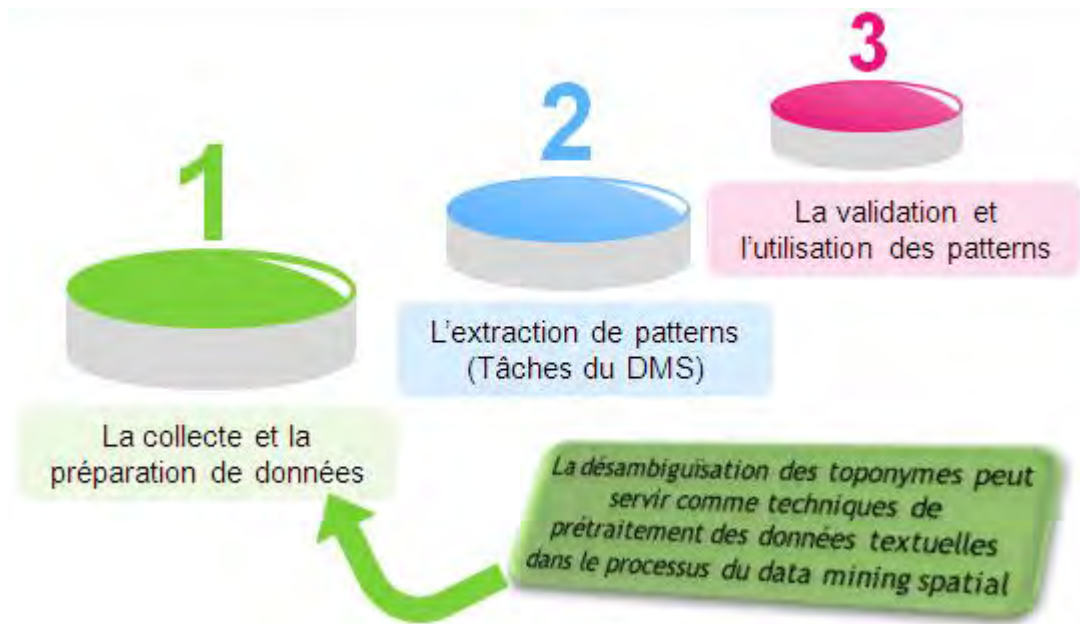 1
La collecte et la
préparation de données
2
L'extraction de patterns
(Tâches du DMS)
3
La validation et
l'utilisation des patterns
La désambiguïsation des toponymes peut
servir comme techniques de
prétraitement des données textuelles
dans le processus du data mining spatial